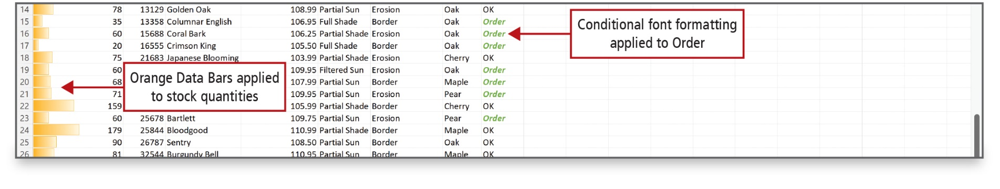 14 78 13129 Golden Oak 108.99 Partial Sun Erosion Oak OK
15 35 13358 Columnar English 106.95 Full Shade Border Oak Order
16 60 15688 Coral Bark 106.25 Partial Shade Erosion Oak Order
17 20 16555 Crimson King 105.50 Full Shade Border Oak Order
18 75 21683 Japanese Blooming 103.99 Partial Shade Erosion Cherry OK
19 60 109.95 Filtered Sun Erosion Oak Order
20 68 107.99 Partial Sun Border Maple Order
21 71 109.95 Partial Sun Erosion Pear Order
22 159 105.99 Partial Shade Border Cherry OK
23 60 25678 Bartlett 109.75 Partial Sun Erosion Pear Order
24 179 25844 Bloodgood 110.99 Partial Shade Border Maple OK
25 90 26787 Sentry 108.50 Partial Sun Border Oak OK
26 81 32544 Burgundy Bell 110.95 Partial Sun Border Maple OK
Conditional font formatting
applied to Order
Orange Data Bars applied
to stock quantities